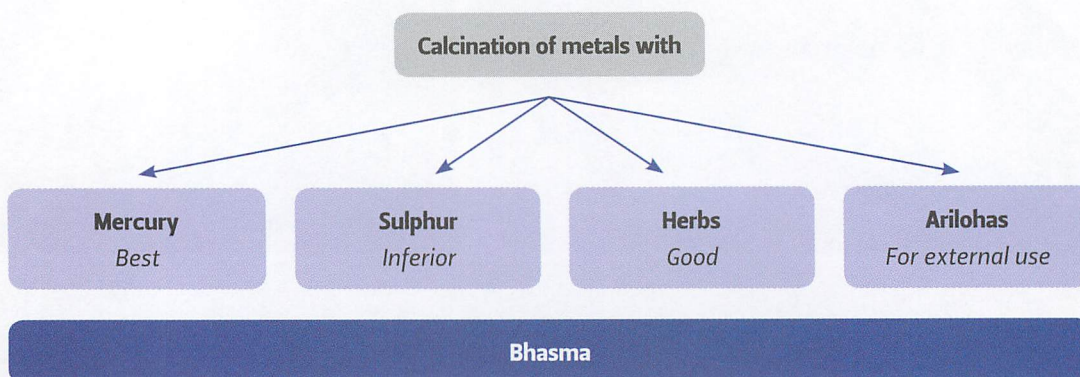 Calcination of metals with
Mercury
Best
Sulphur
Inferior
Herbs
Good
Arilohas
For external use
Bhasma